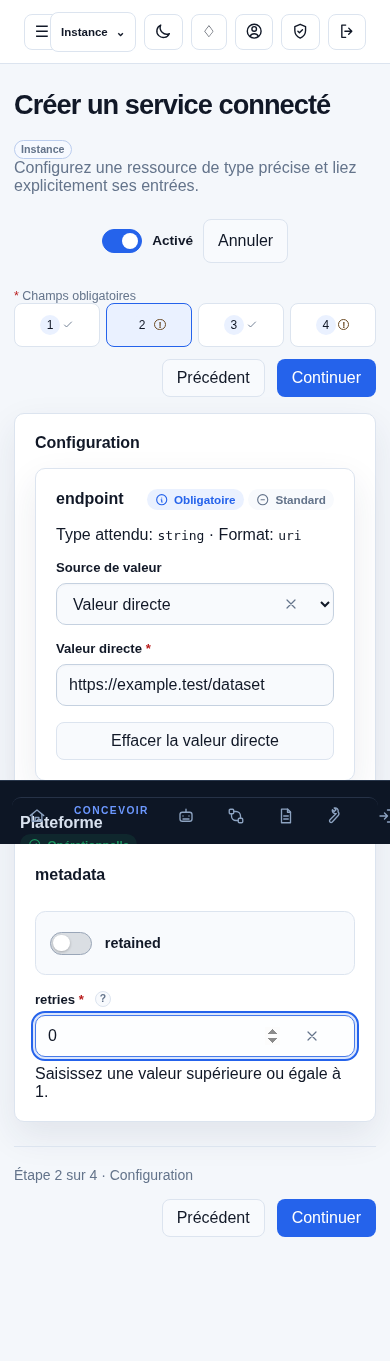 Instance
Créer un service connecté
Instance
Configurez une ressource de type précise et liez
explicitement ses entrées.
Activé
Annuler
* Champs obligatoires
1
2
3
4
Précédent
Continuer
Configuration
endpoint
Obligatoire
Standard
Type attendu: string · Format: uri
Source de valeur
Valeur directe
Valeur directe *
https://example.test/dataset
Effacer la valeur directe
CONCEVOIR
Plateforme
Opérationnelle
metadata
retained
retries * ?
0
Saisissez une valeur supérieure ou égale à
1.
Étape 2 sur 4 · Configuration
Précédent
Continuer